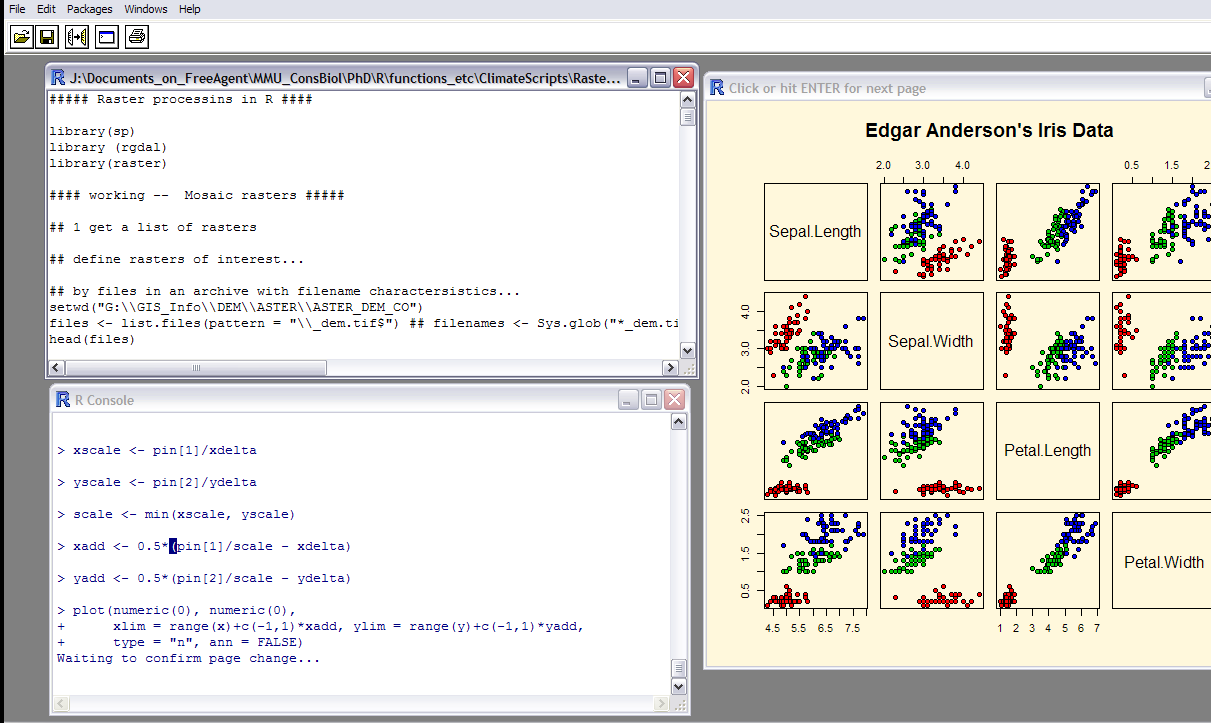 File Edit Packages Windows Help
J:\Documents_on_FreeAgent\MMU_ConsBiol\PhD\R\functions_etc\ClimateScripts\Raste...
##### Raster processins in R ####
library(sp)
library (rgdal)
library(raster)
#### working -- Mosaic rasters #####
## 1 get a list of rasters
## define rasters of interest...
## by files in an archive with filename charactersistics...
setwd("G:\\GIS_Info\\DEM\\ASTER\\ASTER_DEM_CO")
files <- list.files(pattern = "\\_dem.tif$") ## filenames <- Sys.glob("*_dem.ti
head(files)
R Console
> xscale <- pin[1]/xdelta
> yscale <- pin[2]/ydelta
> scale <- min(xscale, yscale)
> xadd <- 0.5*(pin[1]/scale - xdelta)
> yadd <- 0.5*(pin[2]/scale - ydelta)
> plot(numeric(0), numeric(0),
+ xlim = range(x)+c(-1,1)*xadd, ylim = range(y)+c(-1,1)*yadd,
+ type = "n", ann = FALSE)
Waiting to confirm page change...
Click or hit ENTER for next page
Edgar Anderson's Iris Data
2.0 3.0 4.0
0.5 1.5 2
Sepal.Length
4.0
3.0
2.0
Sepal.Width
Petal.Length
2.5
1.5
0.5
Petal.Width
4.5 5.5 6.5 7.5
1 2 3 4 5 6 7